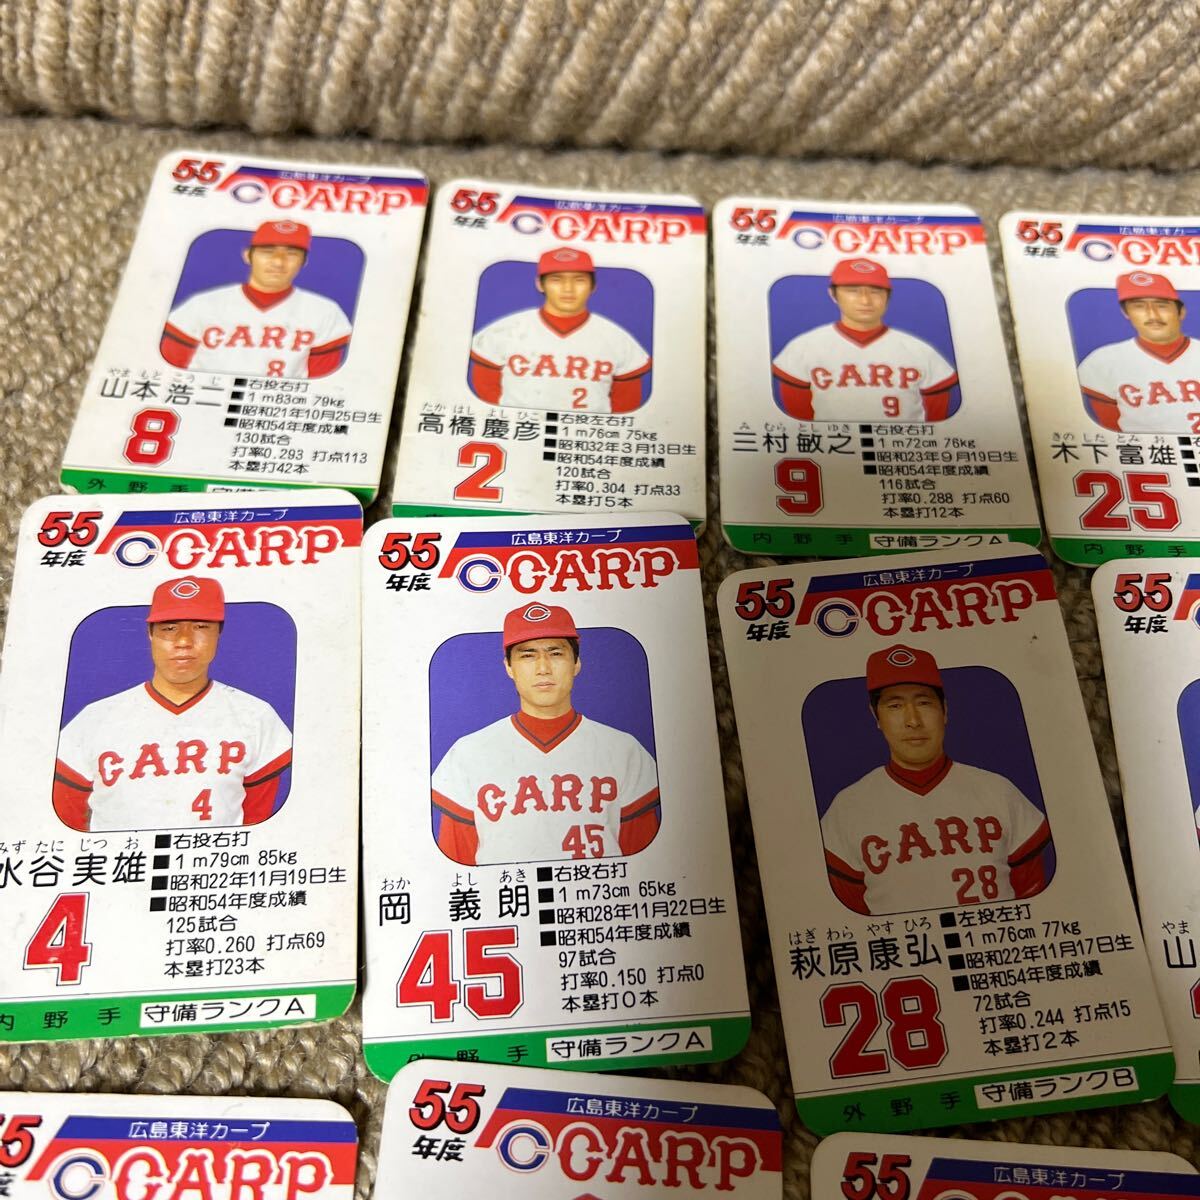 55
年度
広島東洋カープ
C CARP
CARP
8
やま もと こう じ
山本浩二
8
■右投右打
■1m83cm 79kg
■昭和21年10月25日生
■昭和54年度成績
130試合
打率0.293 打点113
本塁打42本
外野手
55
年度
広島東洋カープ
C CARP
CARP
2
たか はし よし ひこ
高橋慶彦
2
■右投左右打
■1m76cm 75kg
■昭和32年3月13日生
■昭和54年度成績
120試合
打率0.304 打点33
本塁打5本
55
年度
広島東洋カープ
C CARP
CARP
9
み むら とし ゆき
三村敏之
9
■右投右打
■1m72cm 76kg
■昭和23年9月19日生
■昭和54年度成績
116試合
打率0.288 打点60
本塁打12本
内野手 守備ランクA
55
年度
広島東洋カー
きの した とみ お
木下富雄
25
内野手
55
年度
広島東洋カープ
C CARP
CARP
4
みず たに じつ お
水谷実雄
4
■右投右打
■1m79cm 85kg
■昭和22年11月19日生
■昭和54年度成績
125試合
打率0.260 打点69
本塁打23本
内野手 守備ランクA
55
年度
広島東洋カープ
C CARP
CARP
45
おか よし あき
岡義朗
45
■右投右打
■1m73cm 65kg
■昭和28年11月22日生
■昭和54年度成績
97試合
打率0.150 打点0
本塁打0本
外野手 守備ランクA
55
年度
広島東洋カープ
C CARP
CARP
28
はぎ わら やす ひろ
萩原康弘
28
■左投左打
■1m76cm 77kg
■昭和22年11月17日生
■昭和54年度成績
72試合
打率0.244 打点15
本塁打2本
外野手 守備ランクB
55
年度
やま
山
55
年度
広島東洋カープ
C CARP
55
年度
広島東洋カープ
C CARP
55
年度
広島東洋カープ